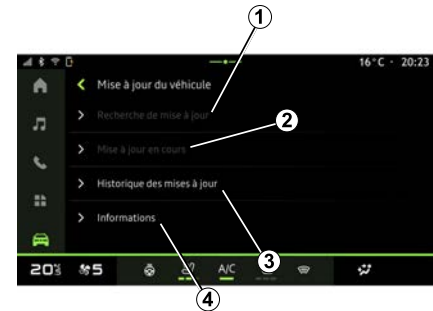 1
16°C · 20:23
Mise à jour du véhicule
Recherche de mise à jour
2
Mise à jour en cours
Historique des mises à jour
Informations
3
20°5 5 A/C
4